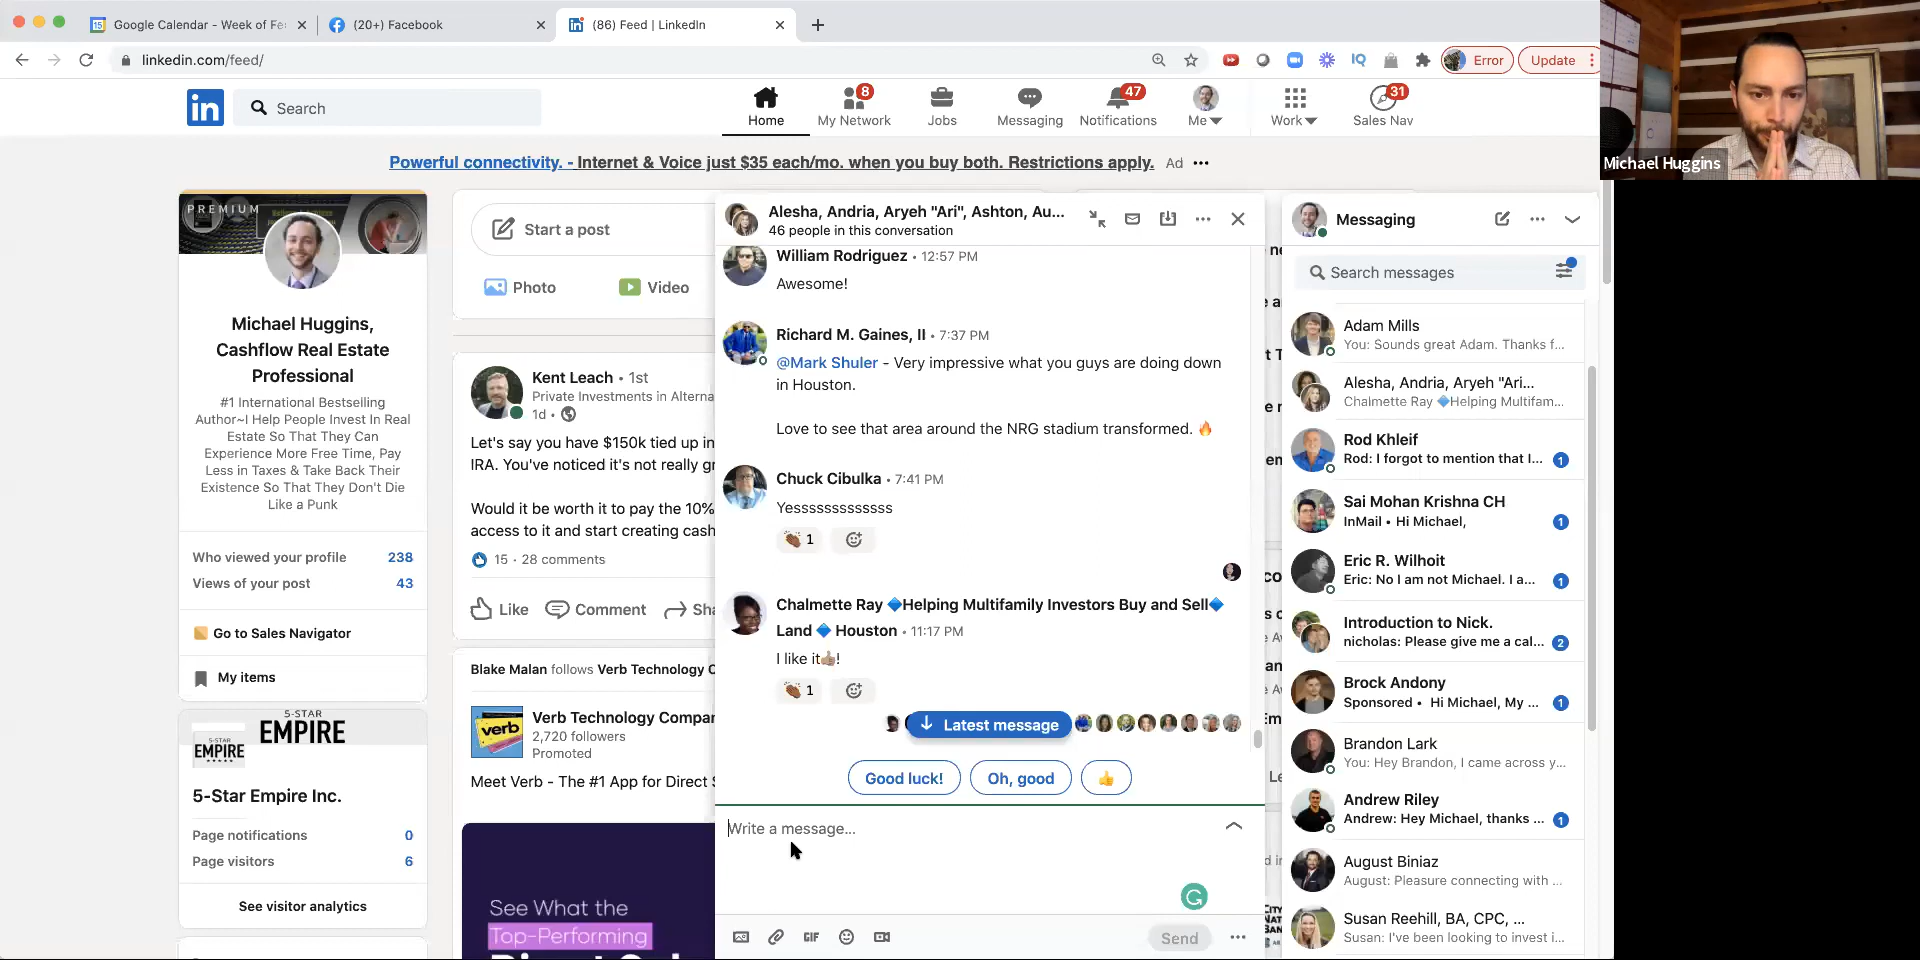 Google Calendar - Week of Fe
(20+) Facebook
(86) Feed | LinkedIn
linkedin.com/feed/
Error
Update
Michael Huggins
in
Search
Home
8
My Network
Jobs
Messaging
47
Notifications
Me
Work
31
Sales Nav
Powerful connectivity. - Internet & Voice just $35 each/mo. when you buy both. Restrictions apply. Ad
PREMIUM
Michael Huggins,
Cashflow Real Estate
Professional
#1 International Bestselling
Author~I Help People Invest In Real
Estate So That They Can
Experience More Free Time, Pay
Less in Taxes & Take Back Their
Existence So That They Don't Die
Like a Punk
Who viewed your profile 238
Views of your post 43
Go to Sales Navigator
My items
5-STAR
EMPIRE
5-STAR
EMPIRE
5-Star Empire Inc.
Page notifications 0
Page visitors 6
See visitor analytics
Start a post
Photo
Video
Kent Leach • 1st
Private Investments in Alterna
1d •
Let's say you have $150k tied up in
IRA. You've noticed it's not really gr
Would it be worth it to pay the 10%
access to it and start creating cash
15 · 28 comments
Like
Comment
Sha
Blake Malan follows Verb Technology C
verb
Verb Technology Compar
2,720 followers
Promoted
Meet Verb - The #1 App for Direct S
See What the
Top-Performing
Alesha, Andria, Aryeh "Ari", Ashton, Au...
46 people in this conversation
William Rodriguez • 12:57 PM
Awesome!
Richard M. Gaines, II • 7:37 PM
@Mark Shuler - Very impressive what you guys are doing down
in Houston.
Love to see that area around the NRG stadium transformed. 🔥
Chuck Cibulka • 7:41 PM
Yesssssssssssss
👏🏾 1
Chalmette Ray 🔷Helping Multifamily Investors Buy and Sell🔷
Land 🔷 Houston • 11:17 PM
I like it👍🏽!
👏🏾 1
↓ Latest message
Good luck!
Oh, good
👍
Write a message...
GIF
Send
Messaging
Search messages
Adam Mills
You: Sounds great Adam. Thanks f...
Alesha, Andria, Aryeh "Ari...
Chalmette Ray 🔷Helping Multifam...
Rod Khleif
Rod: I forgot to mention that I... 1
Sai Mohan Krishna CH
InMail • Hi Michael, 1
Eric R. Wilhoit
Eric: No I am not Michael. I a... 1
Introduction to Nick.
nicholas: Please give me a cal... 2
Brock Andony
Sponsored • Hi Michael, My ... 1
Brandon Lark
You: Hey Brandon, I came across y...
Andrew Riley
Andrew: Hey Michael, thanks ... 1
August Biniaz
August: Pleasure connecting with ...
Susan Reehill, BA, CPC, ...
Susan: I've been looking to invest i...